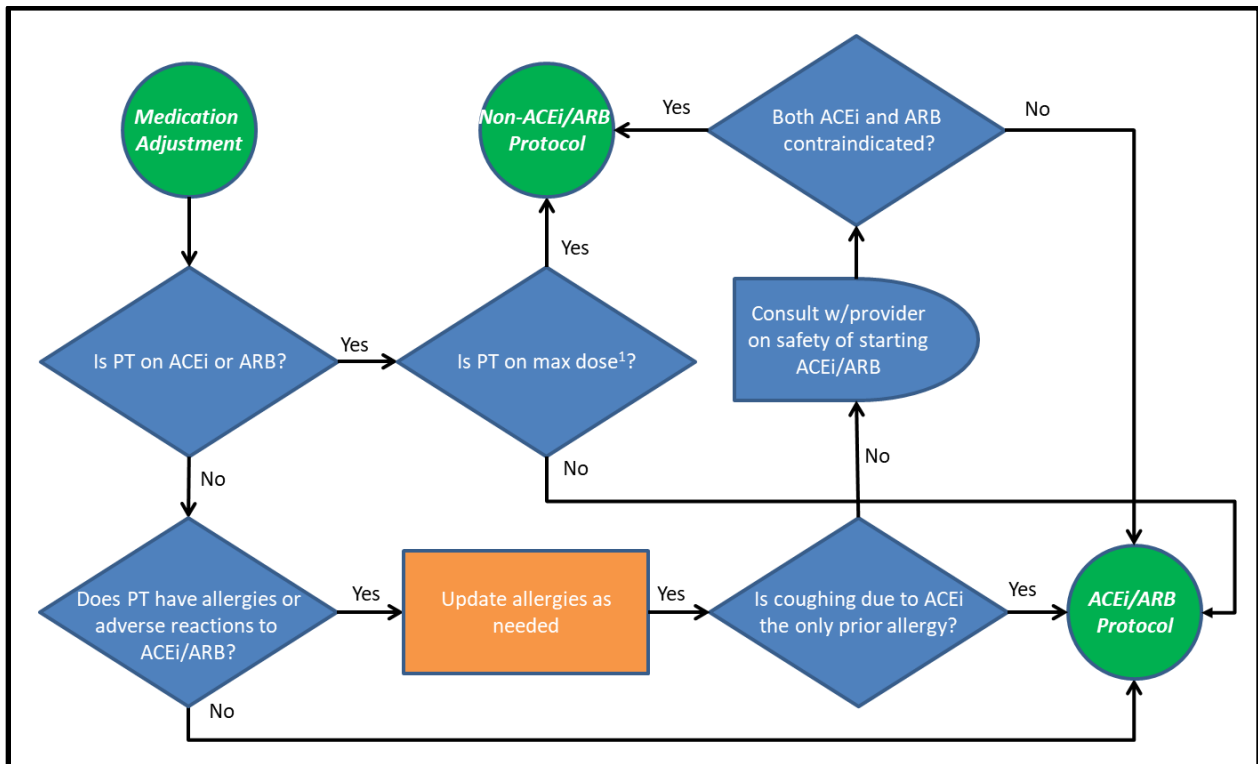 Medication
Adjustment
Non-ACEi/ARB
Protocol
Yes
Both ACEi and ARB
contraindicated?
No
Yes
Consult w/provider
on safety of starting
ACEi/ARB
Is PT on ACEi or ARB?
Yes
Is PT on max dose¹?
No
No
No
Does PT have allergies or
adverse reactions to
ACEi/ARB?
Yes
Update allergies as
needed
Yes
Is coughing due to ACEi
the only prior allergy?
Yes
ACEi/ARB
Protocol
No